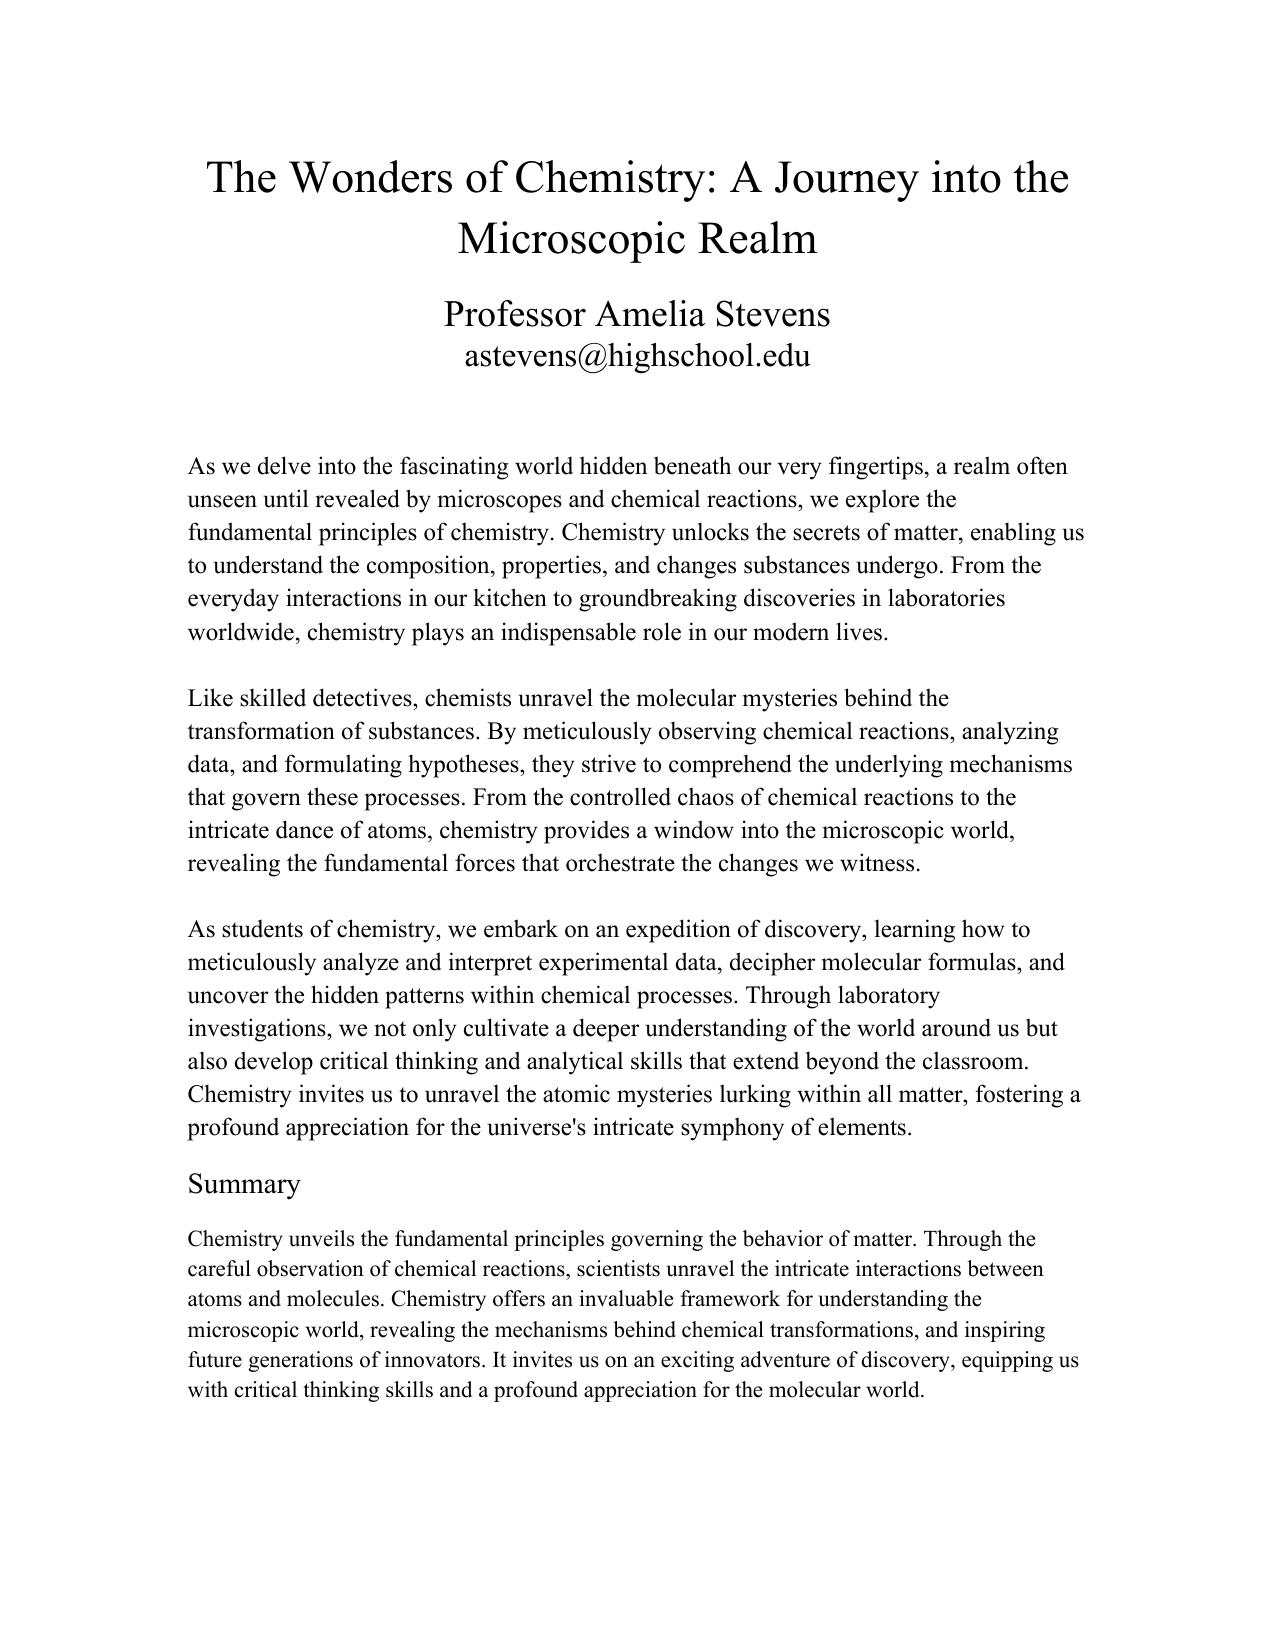 The Wonders of Chemistry: A Journey into the
Microscopic Realm
Professor Amelia Stevens
astevens@highschool.edu
As we delve into the fascinating world hidden beneath our very fingertips, a realm often
unseen until revealed by microscopes and chemical reactions, we explore the
fundamental principles of chemistry. Chemistry unlocks the secrets of matter, enabling us
to understand the composition, properties, and changes substances undergo. From the
everyday interactions in our kitchen to groundbreaking discoveries in laboratories
worldwide, chemistry plays an indispensable role in our modern lives.
Like skilled detectives, chemists unravel the molecular mysteries behind the
transformation of substances. By meticulously observing chemical reactions, analyzing
data, and formulating hypotheses, they strive to comprehend the underlying mechanisms
that govern these processes. From the controlled chaos of chemical reactions to the
intricate dance of atoms, chemistry provides a window into the microscopic world,
revealing the fundamental forces that orchestrate the changes we witness.
As students of chemistry, we embark on an expedition of discovery, learning how to
meticulously analyze and interpret experimental data, decipher molecular formulas, and
uncover the hidden patterns within chemical processes. Through laboratory
investigations, we not only cultivate a deeper understanding of the world around us but
also develop critical thinking and analytical skills that extend beyond the classroom.
Chemistry invites us to unravel the atomic mysteries lurking within all matter, fostering a
profound appreciation for the universe's intricate symphony of elements.
Summary
Chemistry unveils the fundamental principles governing the behavior of matter. Through the
careful observation of chemical reactions, scientists unravel the intricate interactions between
atoms and molecules. Chemistry offers an invaluable framework for understanding the
microscopic world, revealing the mechanisms behind chemical transformations, and inspiring
future generations of innovators. It invites us on an exciting adventure of discovery, equipping us
with critical thinking skills and a profound appreciation for the molecular world.